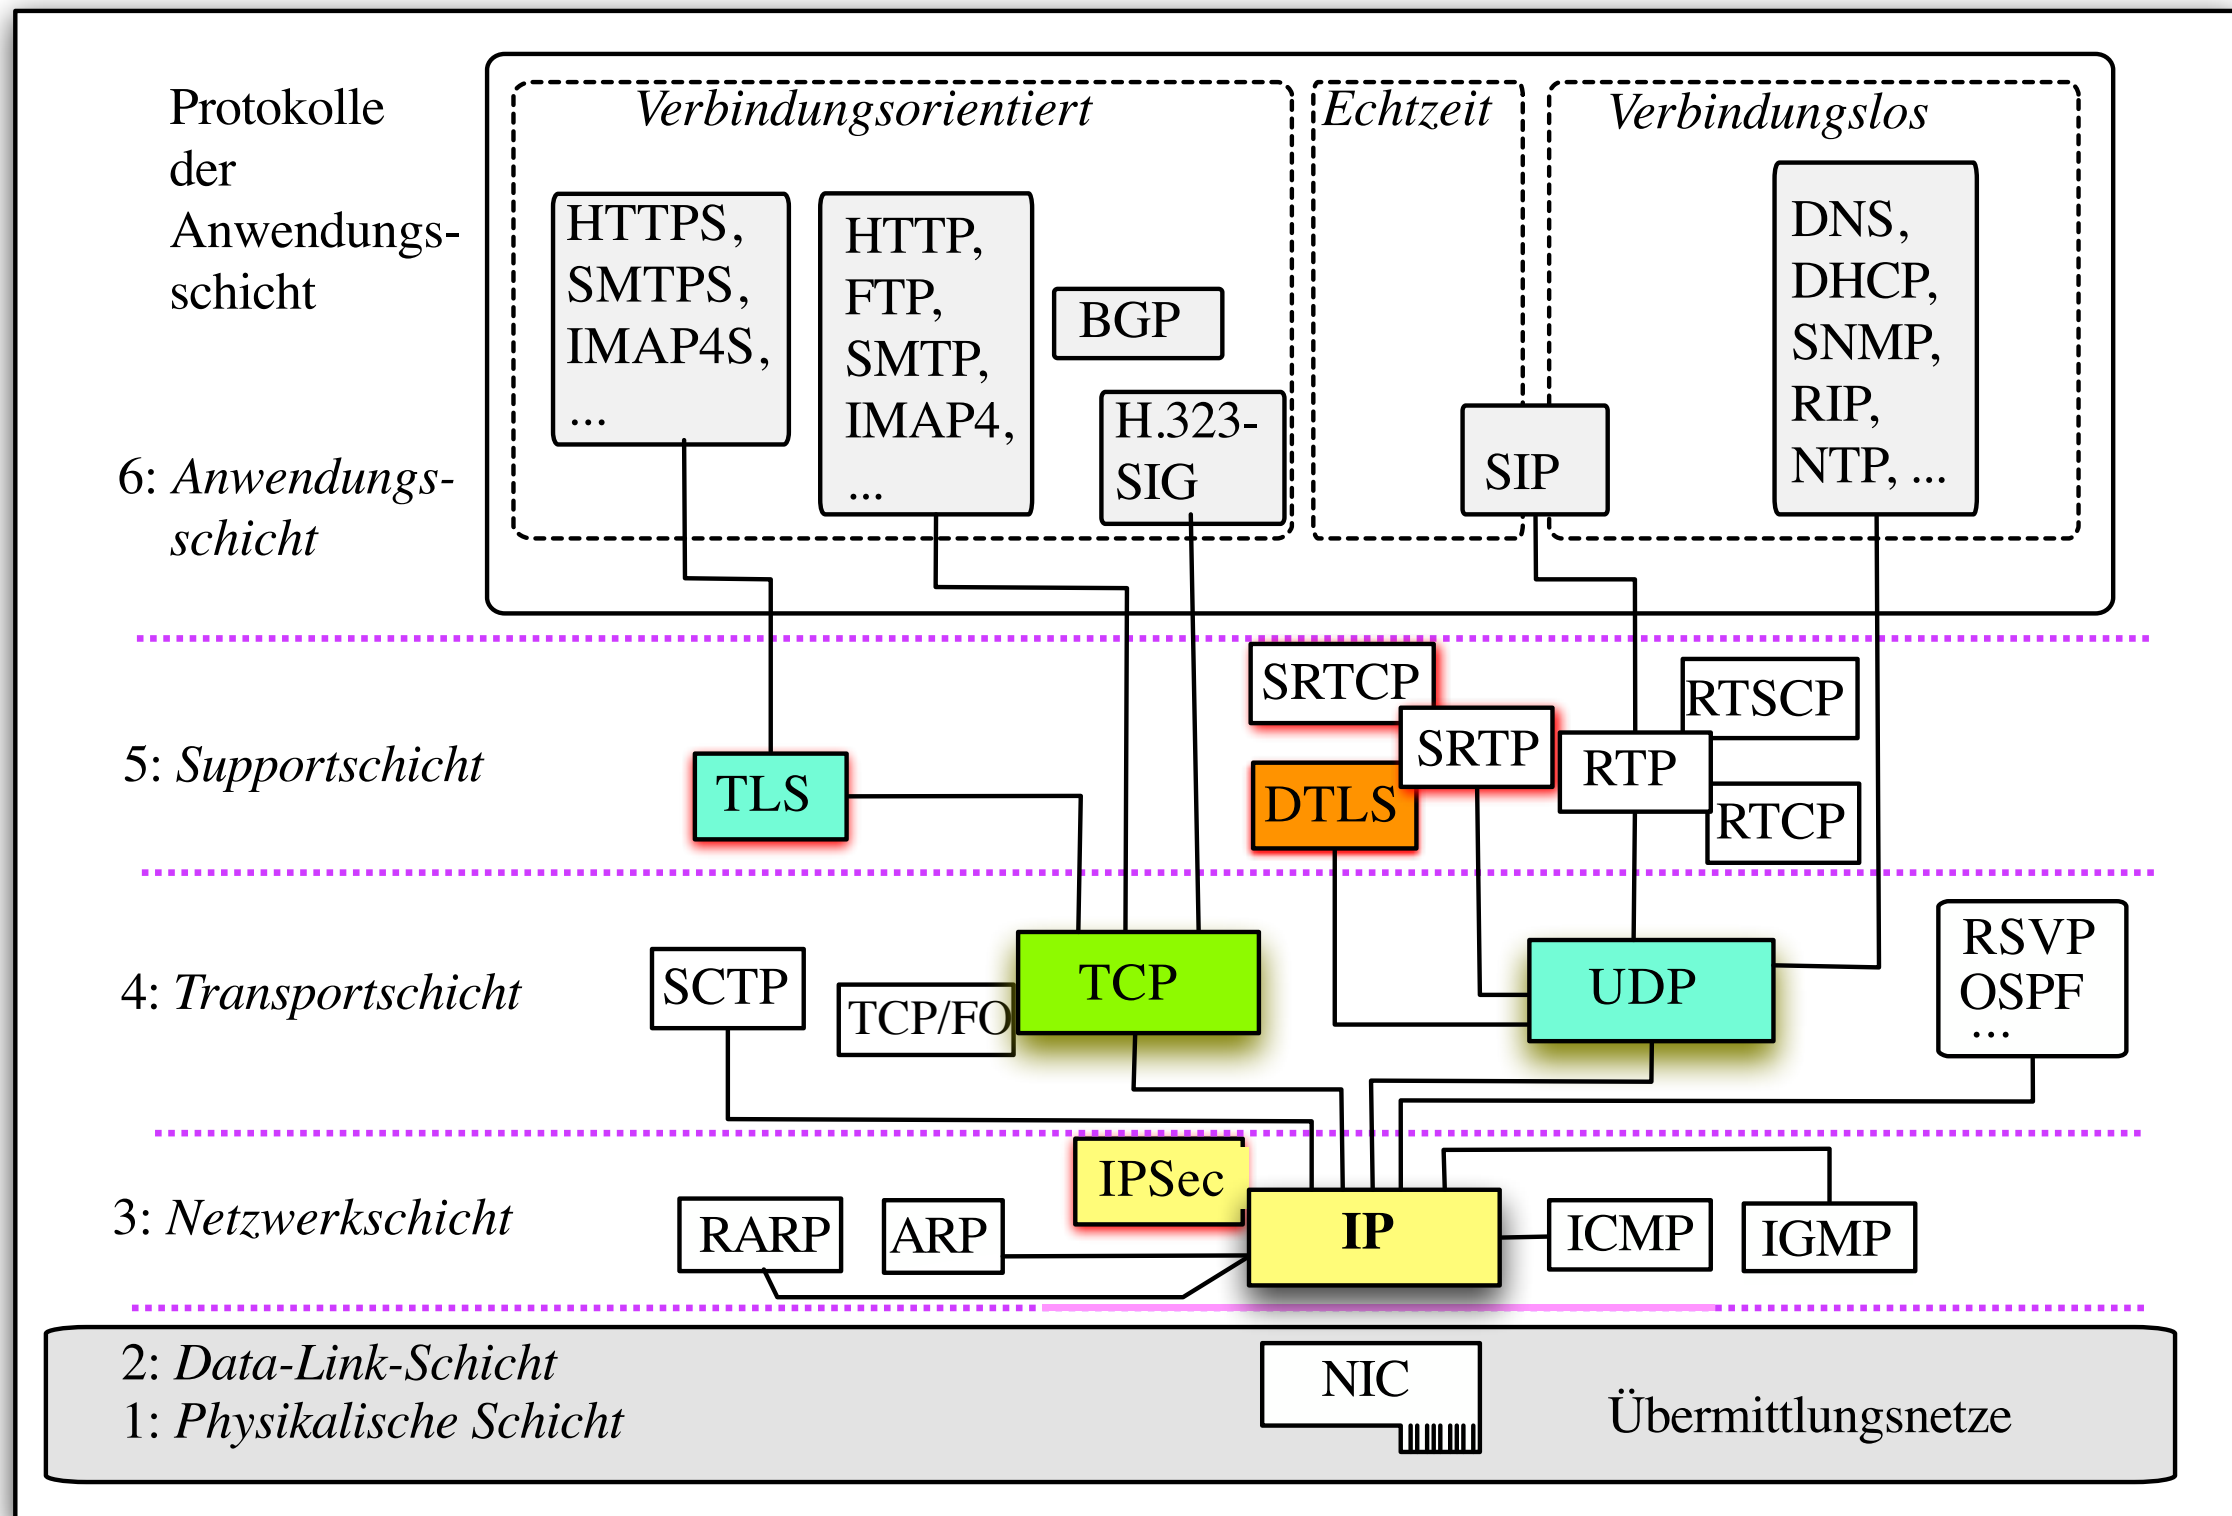 Protokolle
der
Anwendungs-
schicht
Verbindungsorientiert
Echtzeit
Verbindungslos
HTTPS,
SMTPS,
IMAP4S,
...
HTTP,
FTP,
SMTP,
IMAP4,
...
BGP
H.323-
SIG
SIP
DNS,
DHCP,
SNMP,
RIP,
NTP, ...
6: Anwendungs-
schicht
5: Supportschicht
TLS
SRTCP
SRTP
DTLS
RTP
RTSCP
RTCP
4: Transportschicht
SCTP
TCP/FO
TCP
UDP
RSVP
OSPF
...
3: Netzwerkschicht
RARP
ARP
IPSec
IP
ICMP
IGMP
2: Data-Link-Schicht
1: Physikalische Schicht
NIC
Übermittlungsnetze